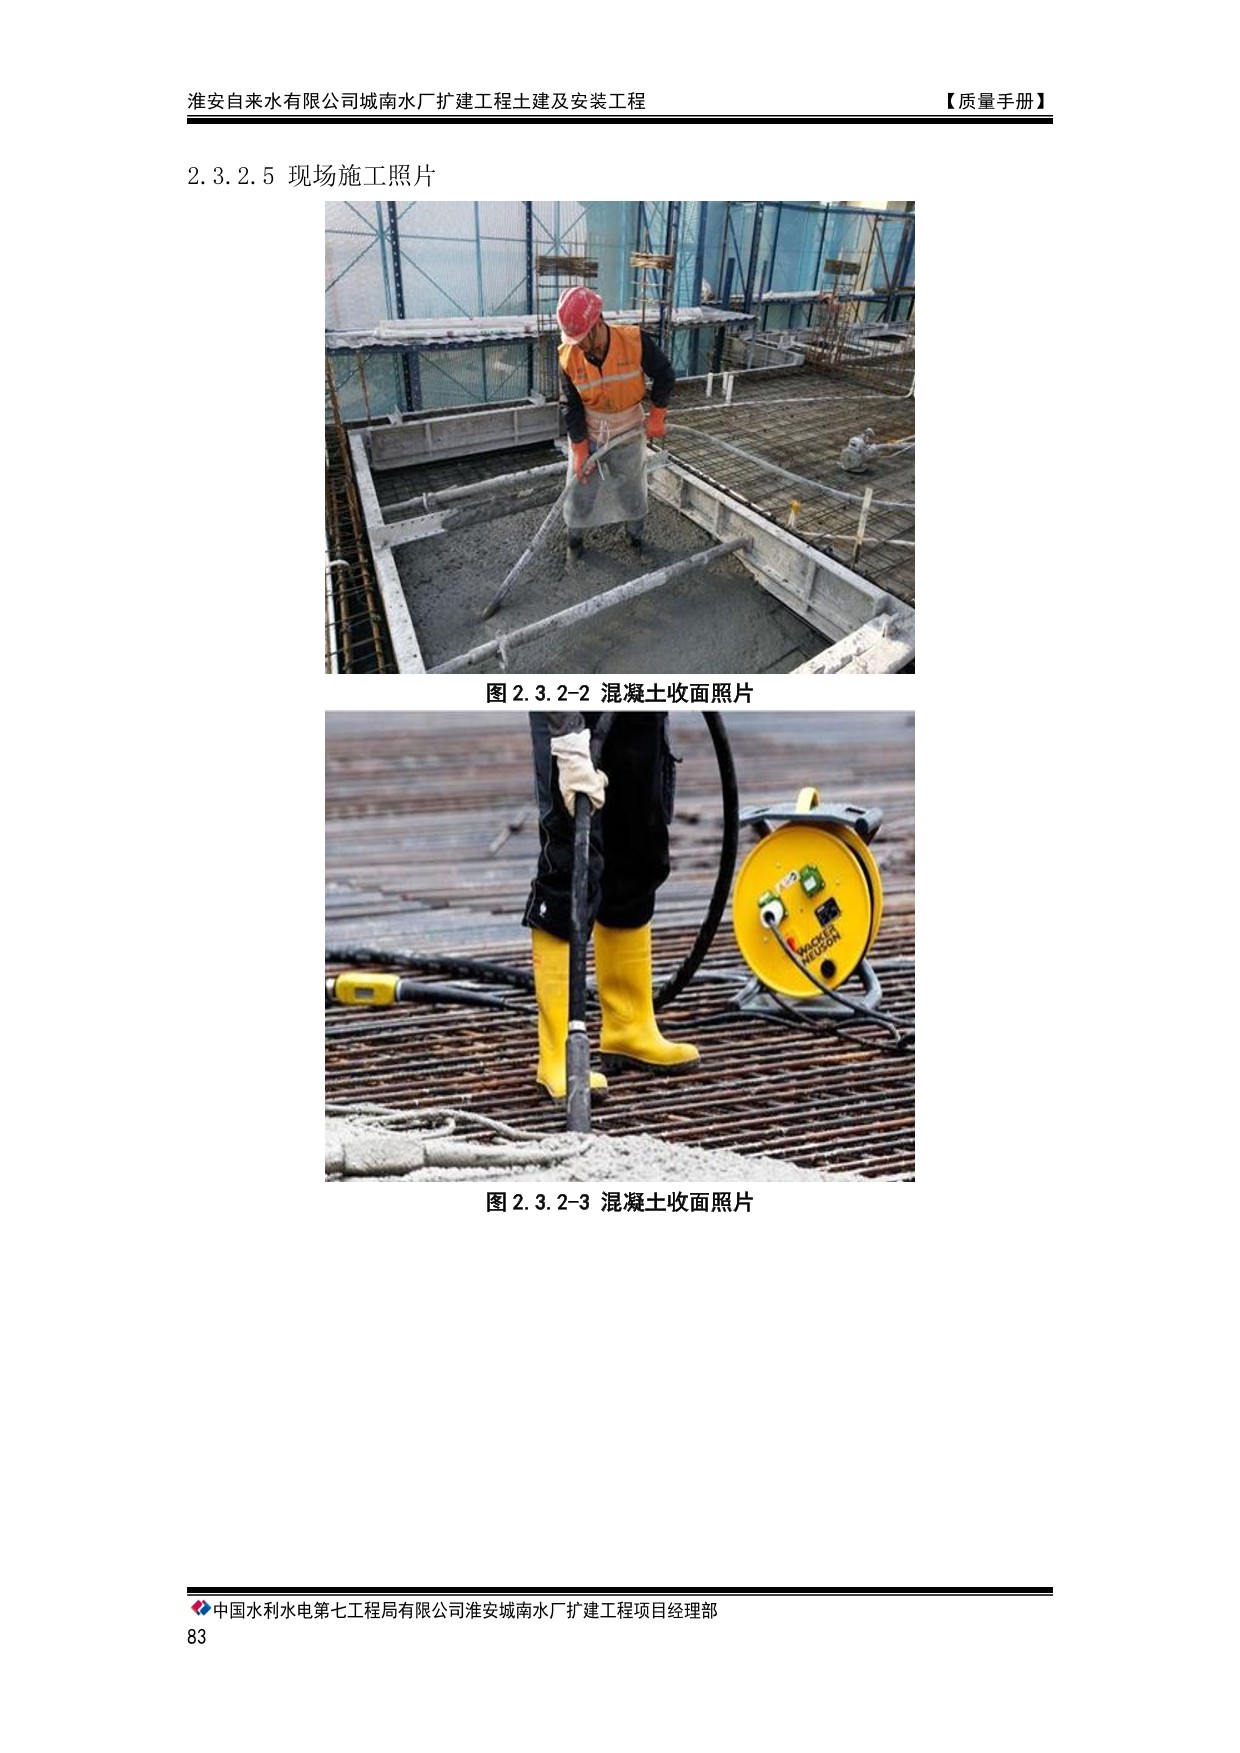 淮安自来水有限公司城南水厂扩建工程土建及安装工程 【质量手册】
2.3.2.5 现场施工照片
图2.3.2-2 混凝土收面照片
WACKER
NEUSON
图2.3.2-3 混凝土收面照片
中国水利水电第七工程局有限公司淮安城南水厂扩建工程项目经理部
83